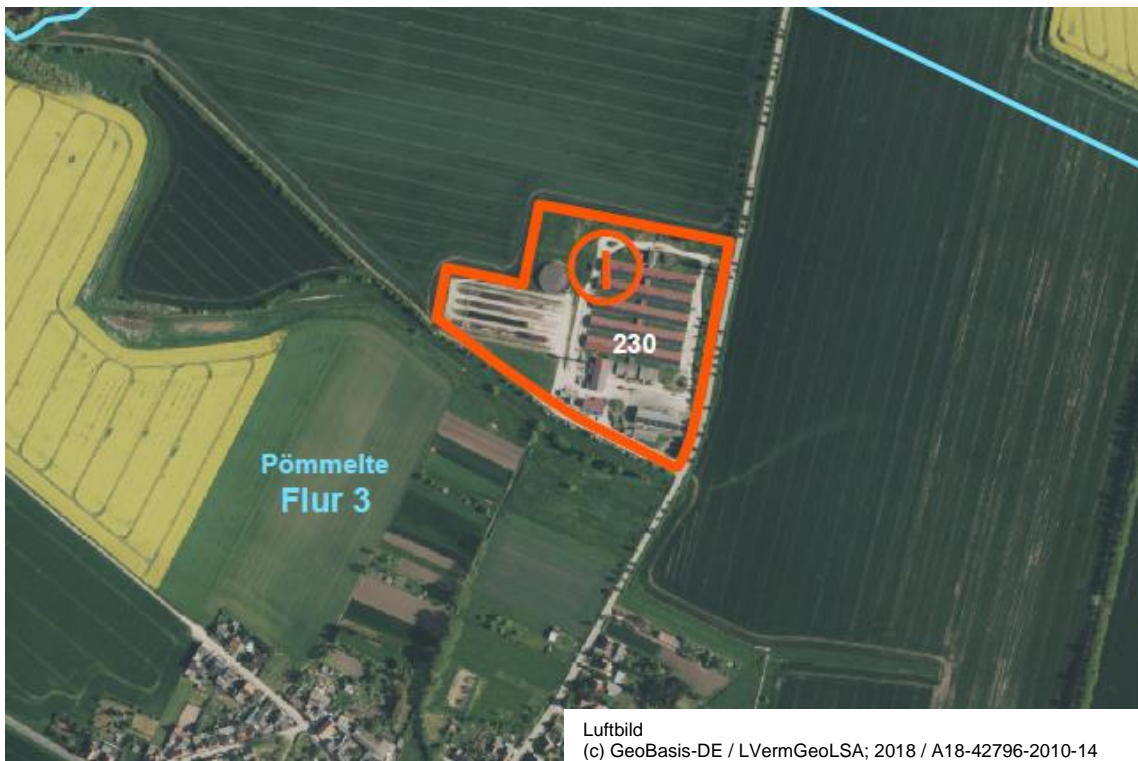 I
230
Pömmelte
Flur 3
Luftbild
(c) GeoBasis-DE / LVermGeoLSA; 2018 / A18-42796-2010-14